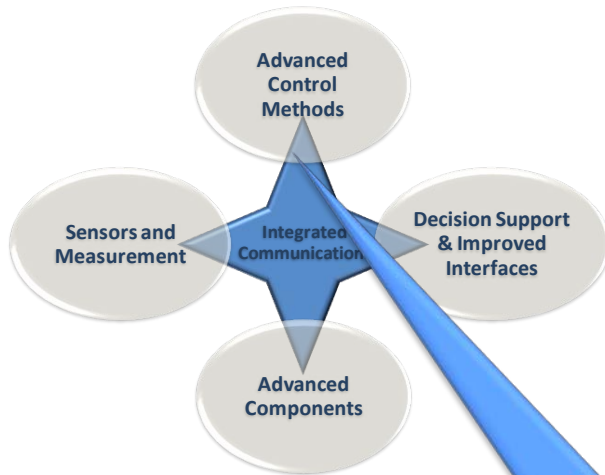 Advanced
Control
Methods
Sensors and
Measurement
Integrated
Communication
Decision Support
& Improved
Interfaces
Advanced
Components